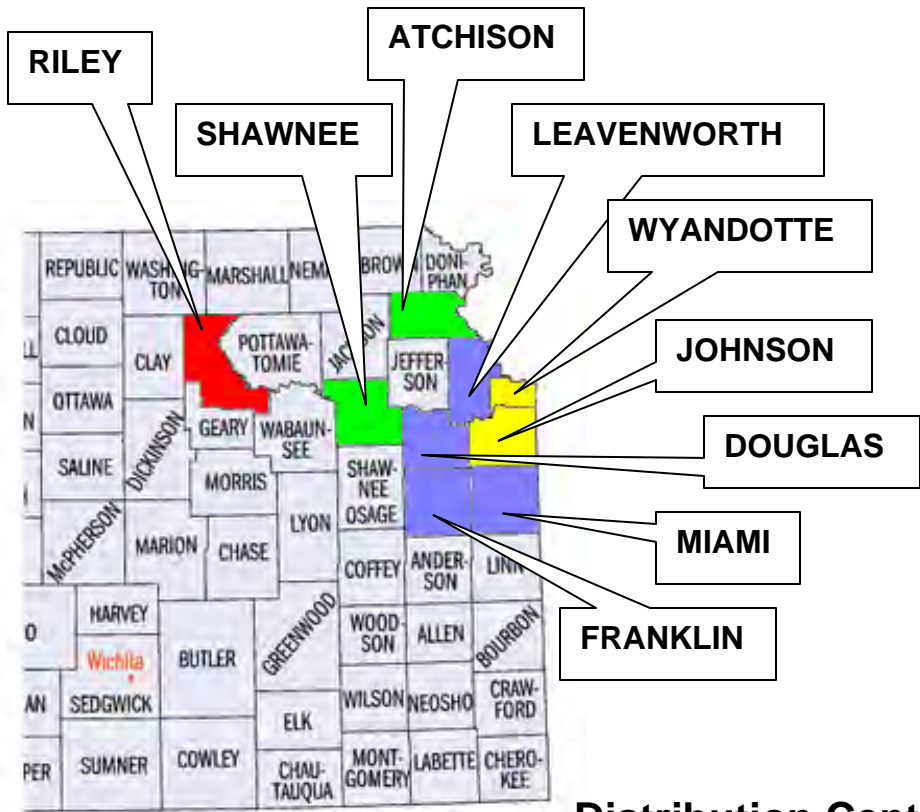 ATCHISON
RILEY
SHAWNEE
LEAVENWORTH
WYANDOTTE
JOHNSON
DOUGLAS
MIAMI
FRANKLIN
REPUBLIC
WASHING-
TON
MARSHALL
NEMA
BROWN
DONI-
PHAN
CLOUD
CLAY
POTTAWA-
TOMIE
JACKSON
JEFFER-
SON
OTTAWA
GEARY
WABAUN-
SEE
DICKINSON
SALINE
MORRIS
SHAW-
NEE
OSAGE
LYON
McPHERSON
MARION
CHASE
COFFEY
ANDER-
SON
LINN
HARVEY
GREENWOOD
WOOD-
SON
ALLEN
BOURBON
O
Wichita
BUTLER
AN
SEDGWICK
WILSON
NEOSHO
CRAW-
FORD
ELK
PER
SUMNER
COWLEY
CHAU-
TAUQUA
MONT-
GOMERY
LABETTE
CHERO-
KEE